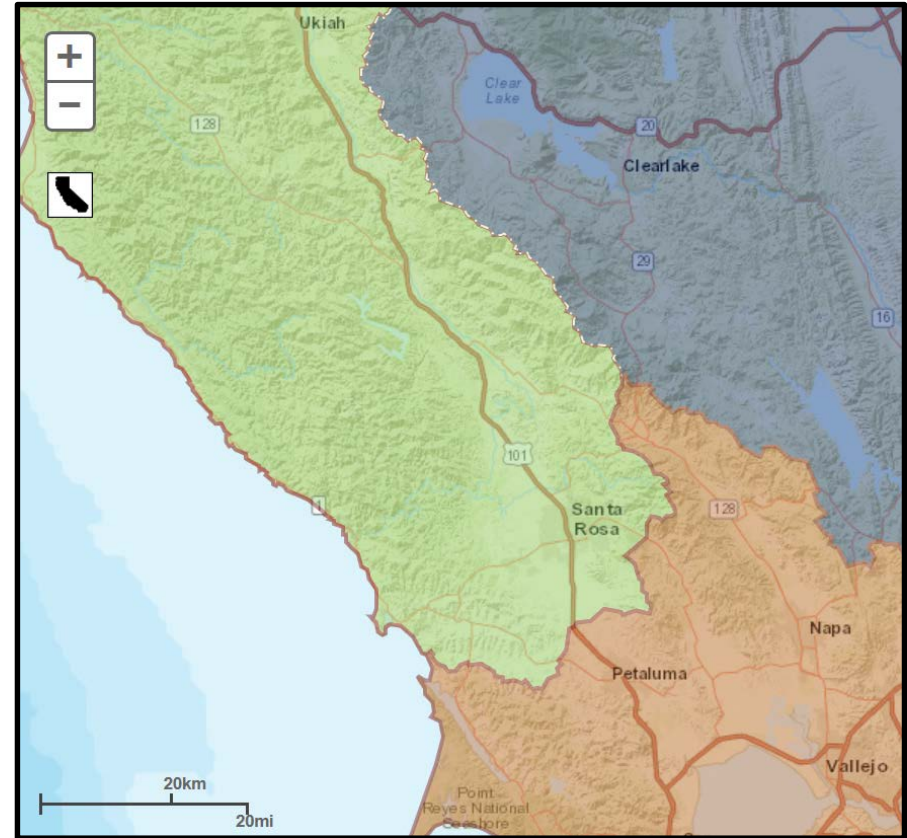 Ukiah
+
−
Clear
Lake
128
20
Clearlake
29
16
101
1
Santa
Rosa
128
Napa
Petaluma
Vallejo
20km
20mi
Point
Reyes National
Seashore